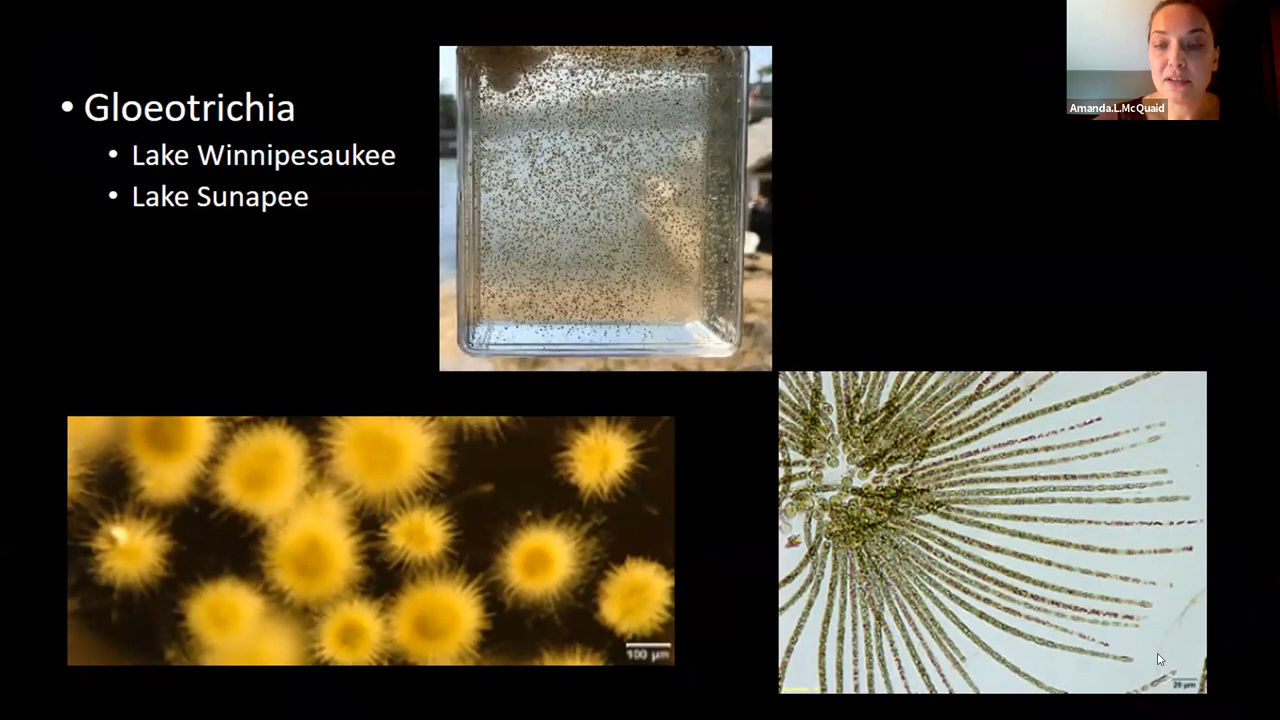 • Gloeotrichia
• Lake Winnipesaukee
• Lake Sunapee
Amanda.L.McQuaid
100 µm
20 µm